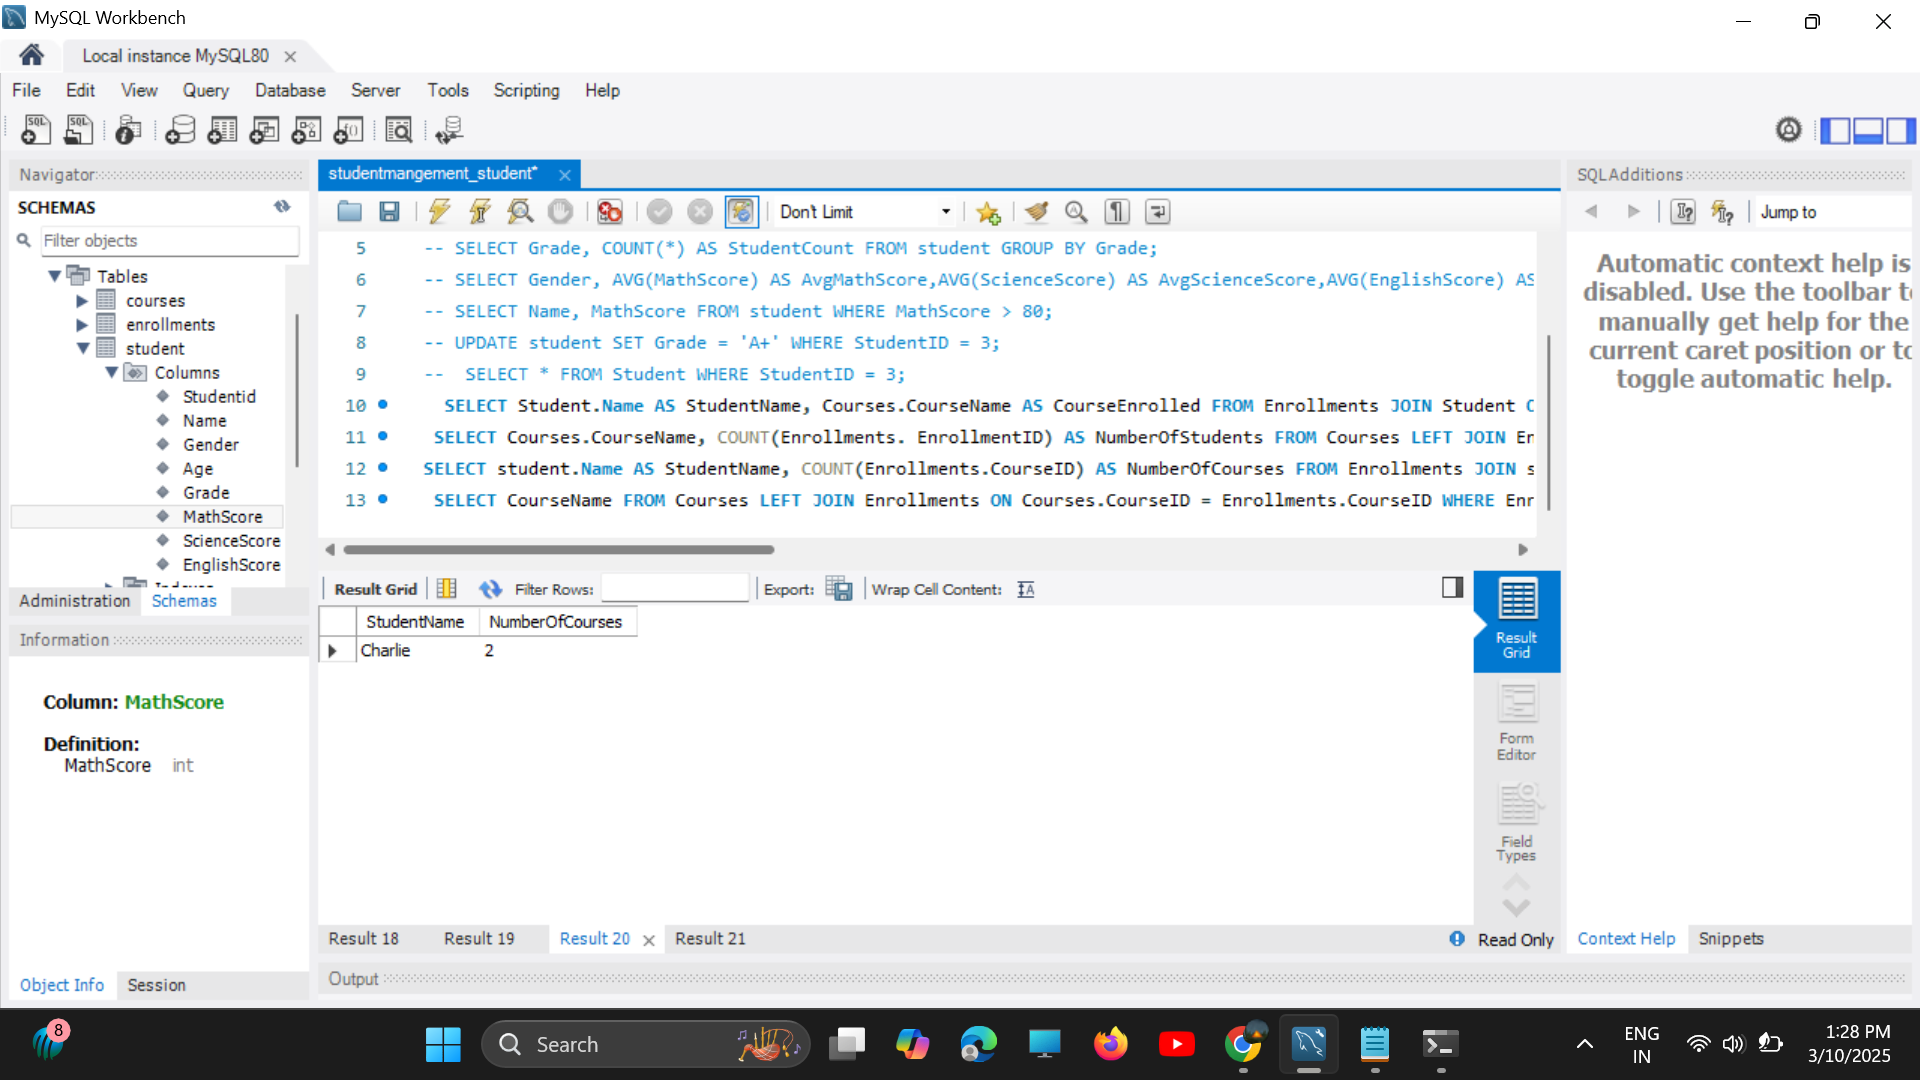 MySQL Workbench
Local instance MySQL80
File Edit View Query Database Server Tools Scripting Help
Navigator
SCHEMAS
Filter objects
Tables
courses
enrollments
student
Columns
Studentid
Name
Gender
Age
Grade
MathScore
ScienceScore
EnglishScore
Administration Schemas
Information
Column: MathScore
Definition:
MathScore int
Object Info Session
studentmangement_student*
Don't Limit
5 -- SELECT Grade, COUNT(*) AS StudentCount FROM student GROUP BY Grade;
6 -- SELECT Gender, AVG(MathScore) AS AvgMathScore,AVG(ScienceScore) AS AvgScienceScore,AVG(EnglishScore) AS
7 -- SELECT Name, MathScore FROM student WHERE MathScore > 80;
8 -- UPDATE student SET Grade = 'A+' WHERE StudentID = 3;
9 -- SELECT * FROM Student WHERE StudentID = 3;
10 SELECT Student.Name AS StudentName, Courses.CourseName AS CourseEnrolled FROM Enrollments JOIN Student
11 SELECT Courses.CourseName, COUNT(Enrollments. EnrollmentID) AS NumberOfStudents FROM Courses LEFT JOIN En
12 SELECT student.Name AS StudentName, COUNT(Enrollments.CourseID) AS NumberOfCourses FROM Enrollments JOIN s
13 SELECT CourseName FROM Courses LEFT JOIN Enrollments ON Courses.CourseID = Enrollments.CourseID WHERE Enr
Result Grid Filter Rows: Export: Wrap Cell Content:
StudentName NumberOfCourses
Charlie 2
Result Grid
Form Editor
Field Types
Result 18 Result 19 Result 20 Result 21
Read Only
Output
SQLAdditions
Jump to
Automatic context help is
disabled. Use the toolbar to
manually get help for the
current caret position or to
toggle automatic help.
Context Help Snippets
8
SQL
SQL
Search
ENG
IN
1:28 PM
3/10/2025